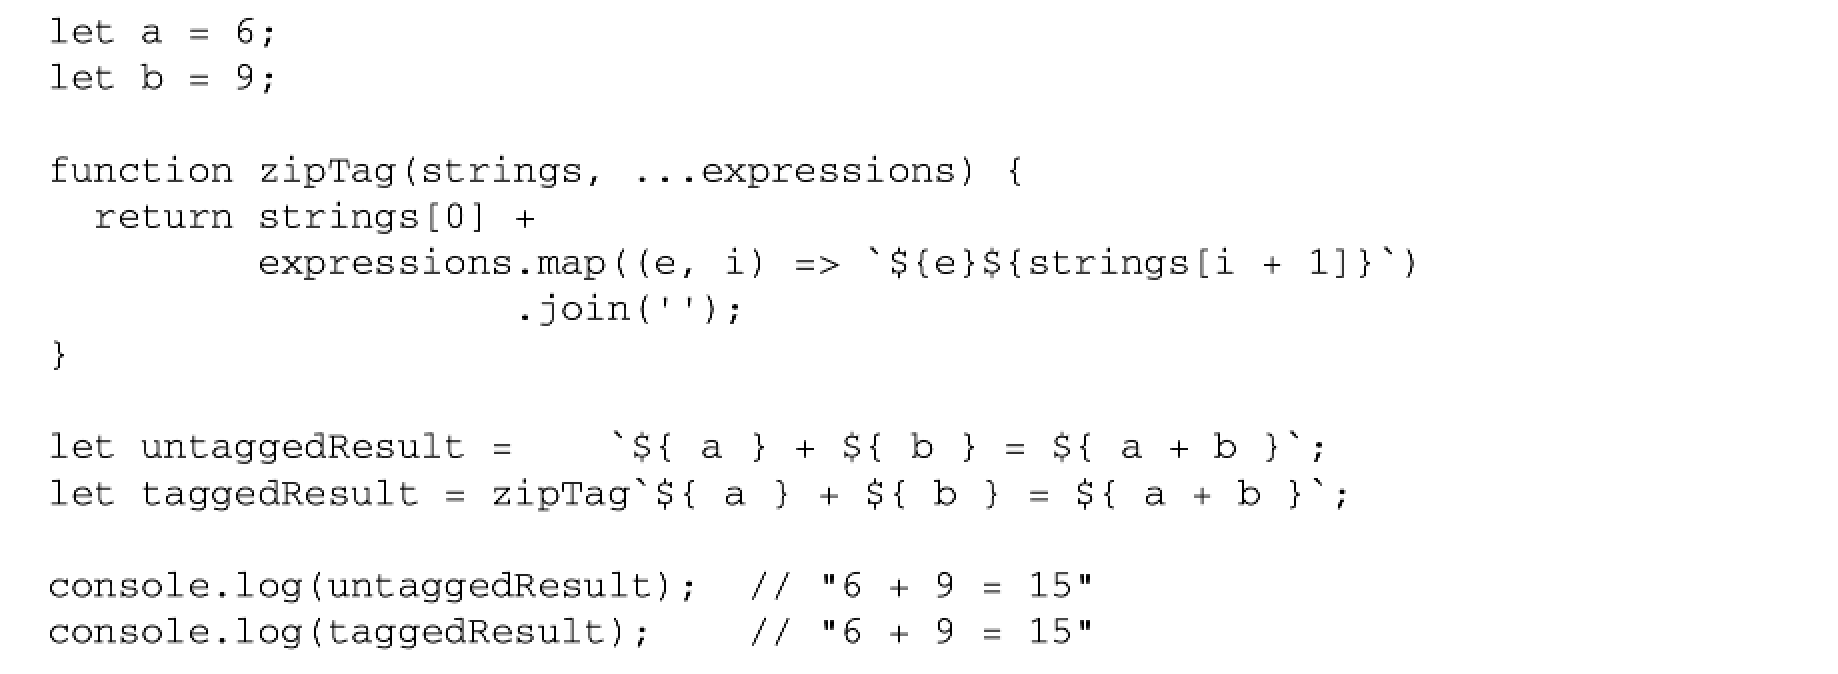 let a = 6;
let b = 9;

function zipTag(strings, ...expressions) {
  return strings[0] +
         expressions.map((e, i) => `${e}${strings[i + 1]}`)
                    .join('');
}

let untaggedResult =    `${ a } + ${ b } = ${ a + b }`;
let taggedResult = zipTag`${ a } + ${ b } = ${ a + b }`;

console.log(untaggedResult);  // "6 + 9 = 15"
console.log(taggedResult);    // "6 + 9 = 15"